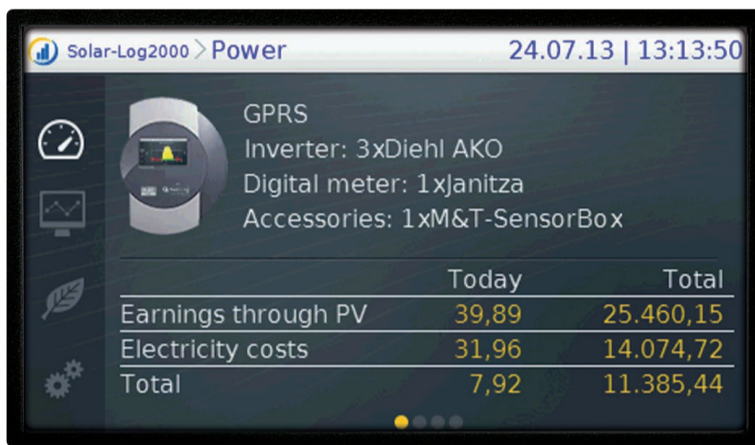 Solar-Log2000 > Power 24.07.13 | 13:13:50
GPRS
Inverter: 3xDiehl AKO
Digital meter: 1xJanitza
Accessories: 1xM&T-SensorBox
Today Total
Earnings through PV 39,89 25.460,15
Electricity costs 31,96 14.074,72
Total 7,92 11.385,44